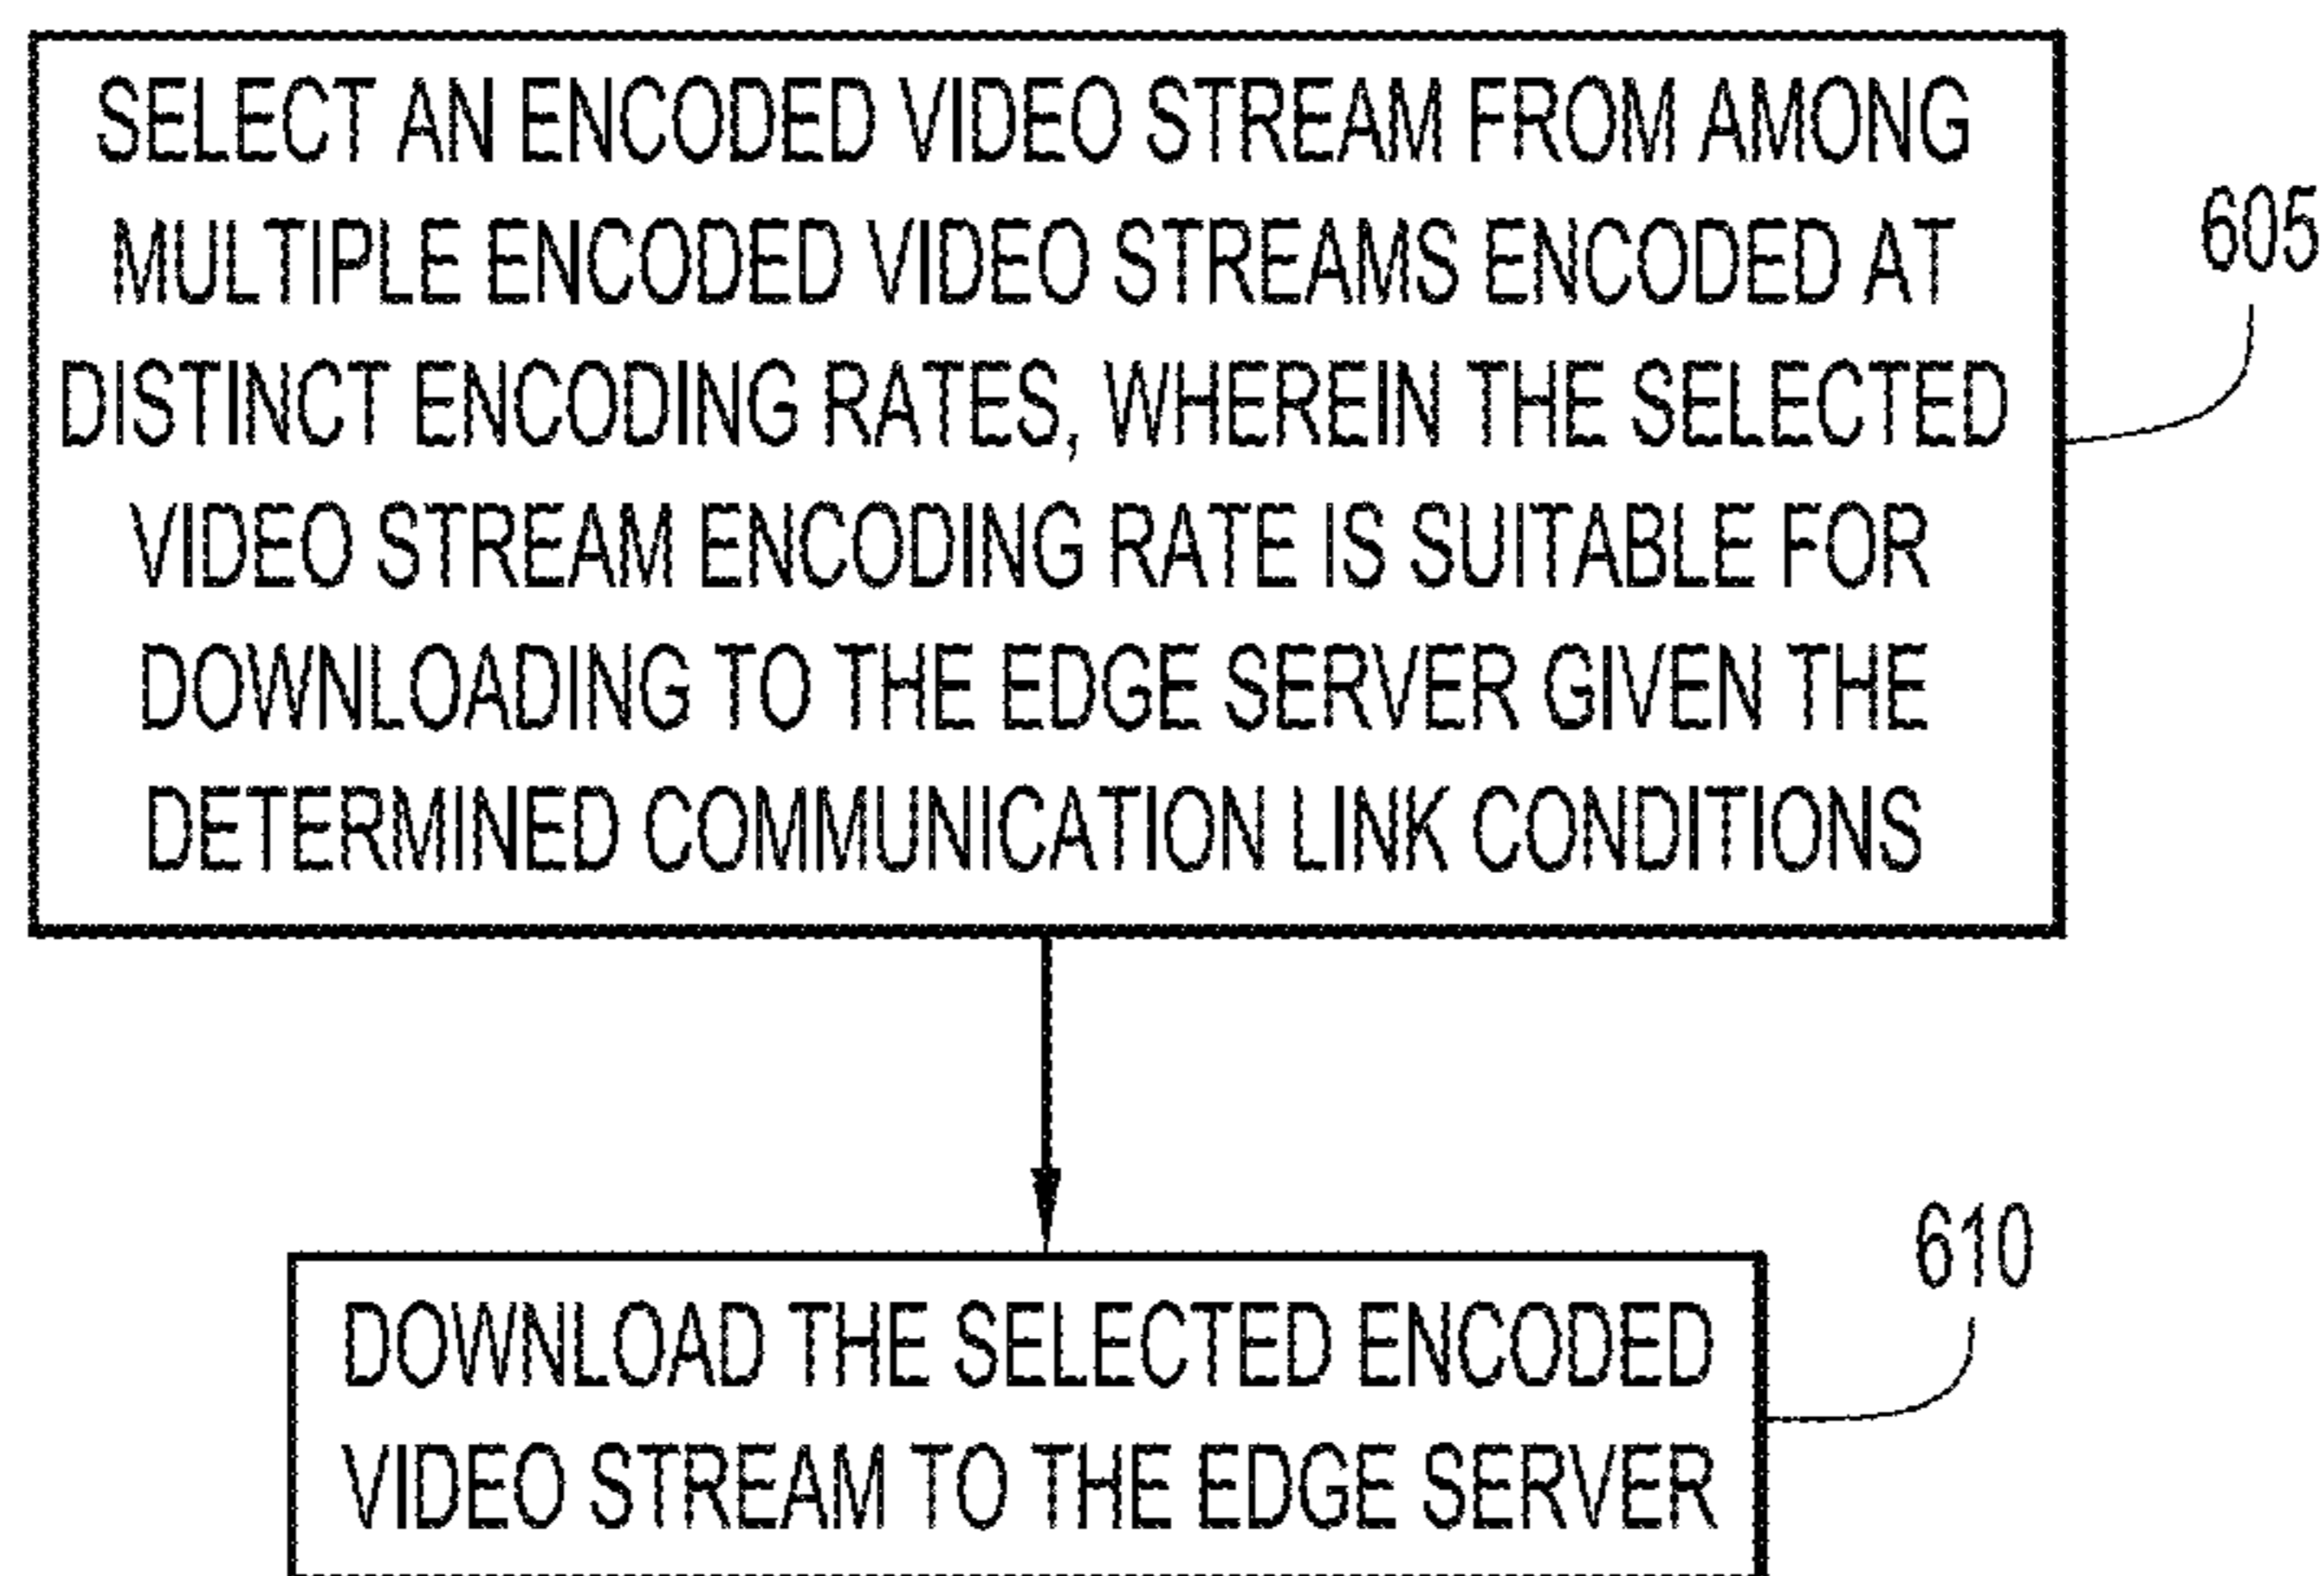 SELECT AN ENCODED VIDEO STREAM FROM AMONG
MULTIPLE ENCODED VIDEO STREAMS ENCODED AT
DISTINCT ENCODING RATES, WHEREIN THE SELECTED
VIDEO STREAM ENCODING RATE IS SUITABLE FOR
DOWNLOADING TO THE EDGE SERVER GIVEN THE
DETERMINED COMMUNICATION LINK CONDITIONS
605
DOWNLOAD THE SELECTED ENCODED
VIDEO STREAM TO THE EDGE SERVER
610